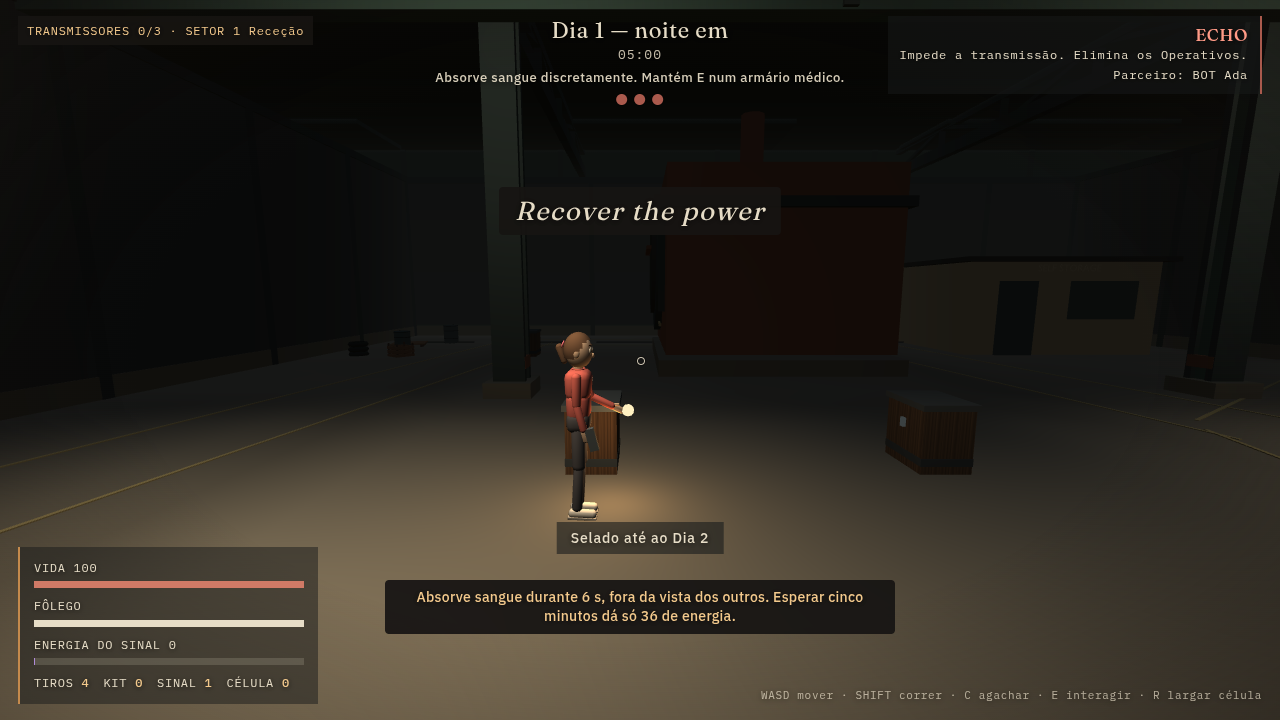 TRANSMISSORES 0/3 · SETOR 1 Receção
Dia 1 — noite em
05:00
Absorve sangue discretamente. Mantém E num armário médico.
ECHO
Impede a transmissão. Elimina os Operativos.
Parceiro: BOT Ada
Recover the power
Selado até ao Dia 2
Absorve sangue durante 6 s, fora da vista dos outros. Esperar cinco
minutos dá só 36 de energia.
VIDA 100
FÔLEGO
ENERGIA DO SINAL 0
TIROS 4 KIT 0 SINAL 1 CÉLULA 0
WASD mover · SHIFT correr · C agachar · E interagir · R largar célula